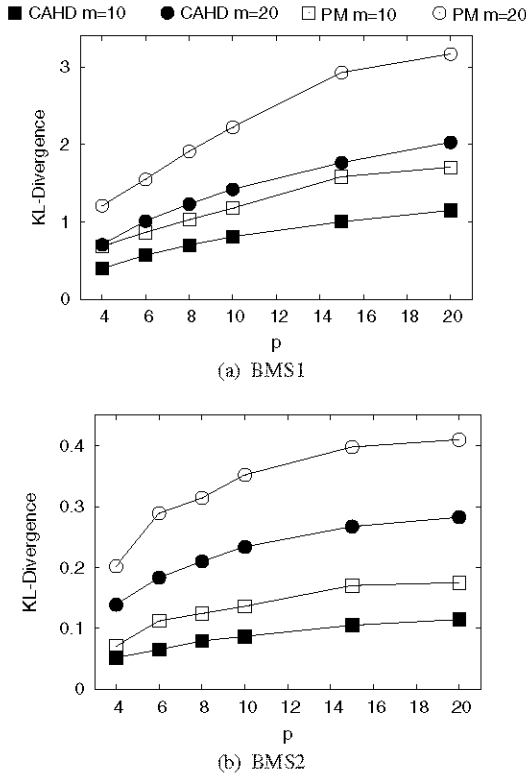 CAHD m=10 CAHD m=20 PM m=10 PM m=20
3
2
1
0
KL-Divergence
4 6 8 10 12 14 16 18 20
p
(a) BMS1
0.4
0.3
0.2
0.1
0
KL-Divergence
4 6 8 10 12 14 16 18 20
p
(b) BMS2